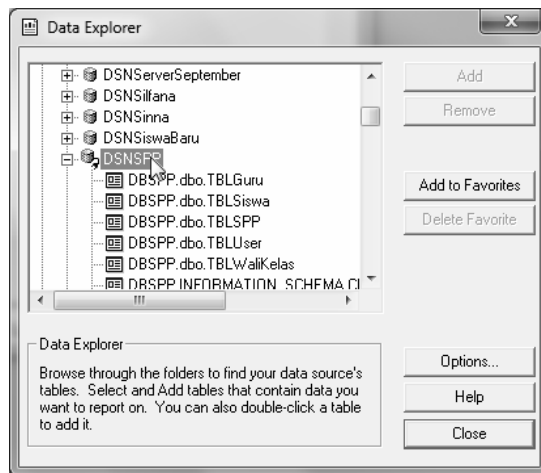 Data Explorer
DSNServerSeptember
DSNSilfana
DSNSinna
DSNSiswaBaru
DSNSPP
DBSPP.dbo.TBLGuru
DBSPP.dbo.TBLSiswa
DBSPP.dbo.TBLSPP
DBSPP.dbo.TBLUser
DBSPP.dbo.TBLWaliKelas
DBSPP.INFORMATION_SCHEMA.
Add
Remove
Add to Favorites
Delete Favorite
Data Explorer
Browse through the folders to find your data source's
tables. Select and Add tables that contain data you
want to report on. You can also double-click a table
to add it.
Options...
Help
Close